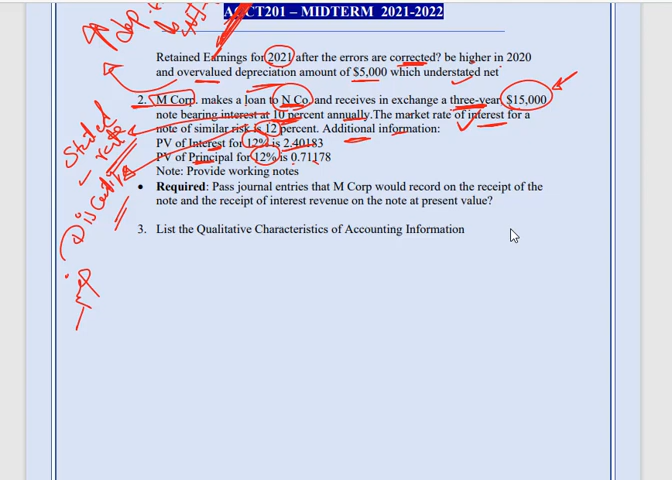 ACCT201 – MIDTERM 2021-2022
Retained Earnings for 2021 after the errors are corrected? be higher in 2020
and overvalued depreciation amount of $5,000 which understated net
2. M Corp. makes a loan to N Co. and receives in exchange a three-year, $15,000
note bearing interest at 10 percent annually.The market rate of interest for a
note of similar risk is 12 percent. Additional information:
PV of Interest for 12% is 2.40183
PV of Principal for 12% is 0.71178
Note: Provide working notes
• Required: Pass journal entries that M Corp would record on the receipt of the
note and the receipt of interest revenue on the note at present value?
3. List the Qualitative Characteristics of Accounting Information
Stated
rate